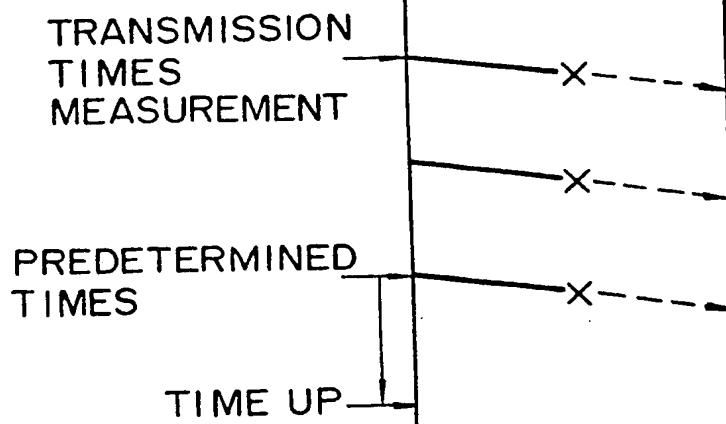 TRANSMISSION
TIMES
MEASUREMENT
PREDETERMINED
TIMES
TIME UP